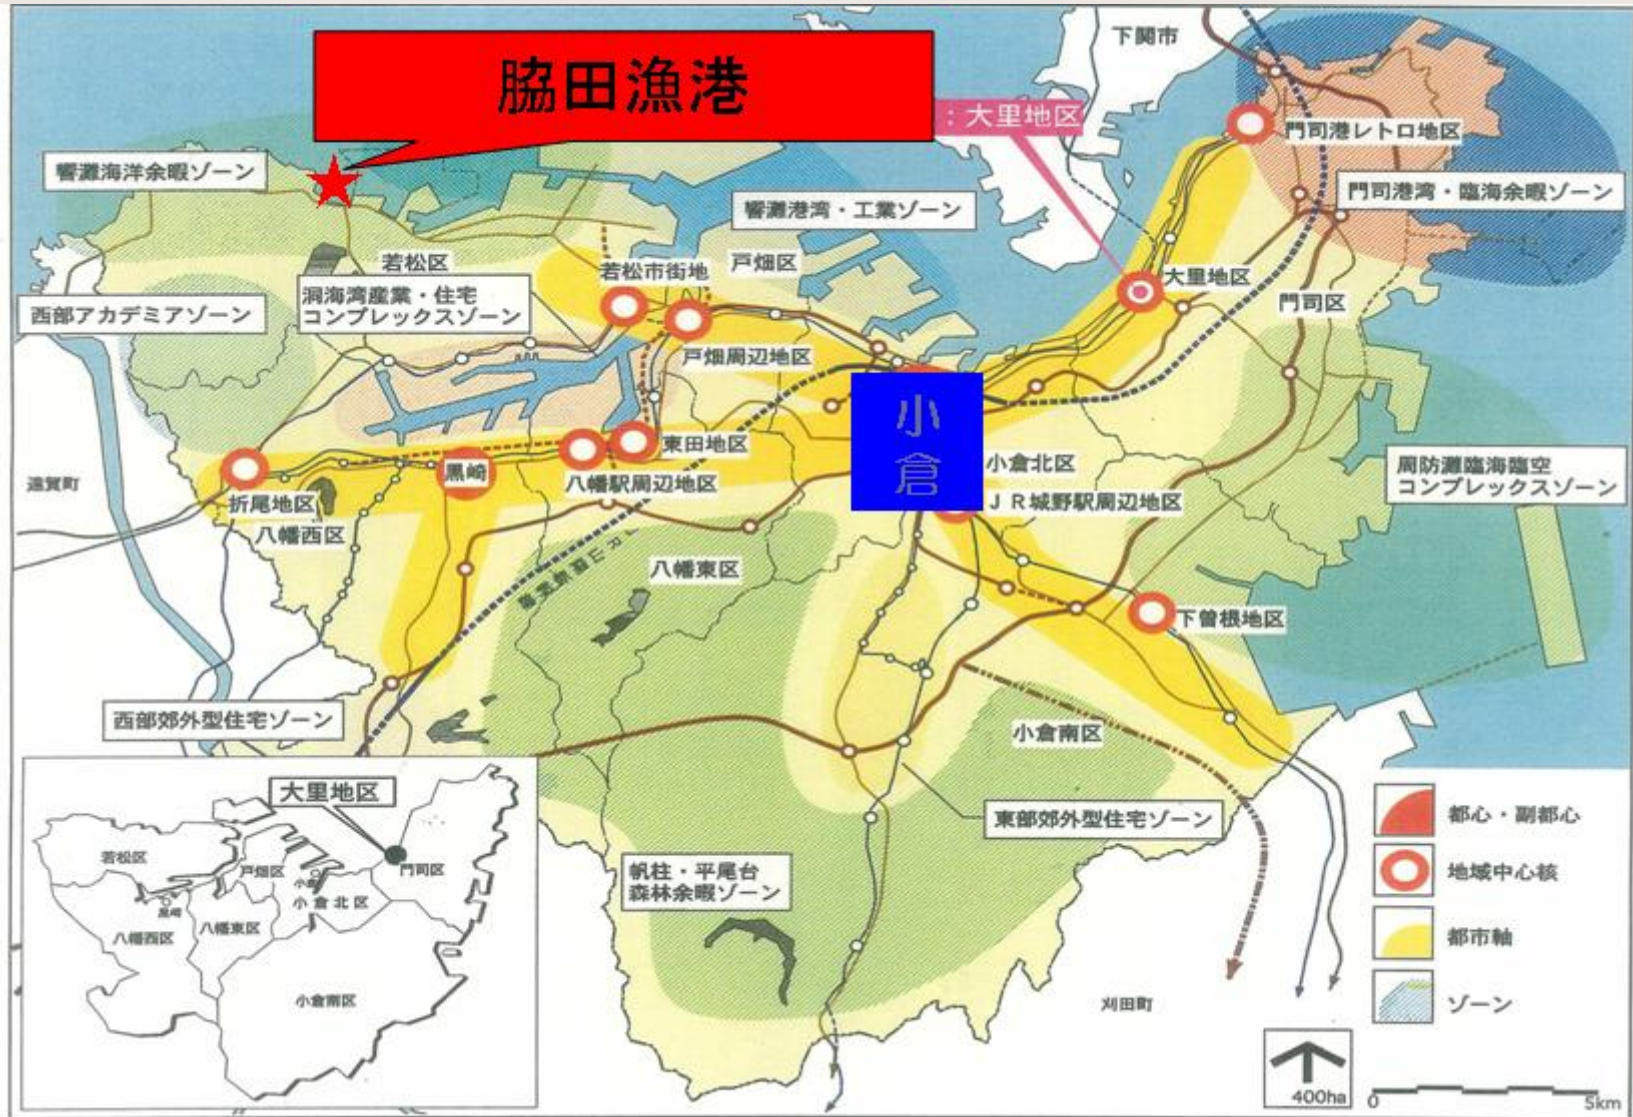 脇田漁港
下関市
：大里地区
門司港レトロ地区
響灘海洋余暇ゾーン
門司港湾・臨海余暇ゾーン
響灘港湾・工業ゾーン
若松区
若松市街地
戸畑区
大里地区
門司区
洞海湾産業・住宅
コンプレックスゾーン
西部アカデミアゾーン
戸畑周辺地区
小倉
東田地区
黒崎
八幡駅周辺地区
小倉北区
周防灘臨海臨空
コンプレックスゾーン
遠賀町
折尾地区
ＪＲ城野駅周辺地区
八幡西区
八幡東区
下曽根地区
西部郊外型住宅ゾーン
小倉南区
大里地区
東部郊外型住宅ゾーン
都心・副都心
若松区
戸畑区
門司区
小倉
帆柱・平尾台
森林余暇ゾーン
地域中心核
黒崎
小倉北区
八幡西区
八幡東区
都市軸
小倉南区
刈田町
ゾーン
400ha
0
5km